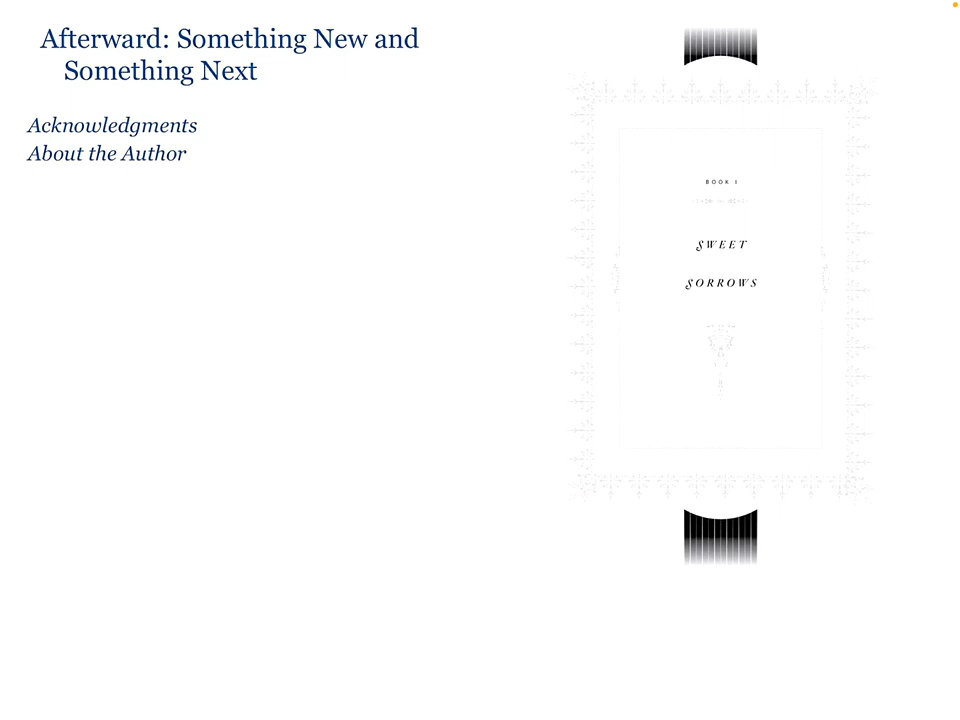 Afterward: Something New and
Something Next
Acknowledgments
About the Author
BOOK I
SWEET
SORROWS